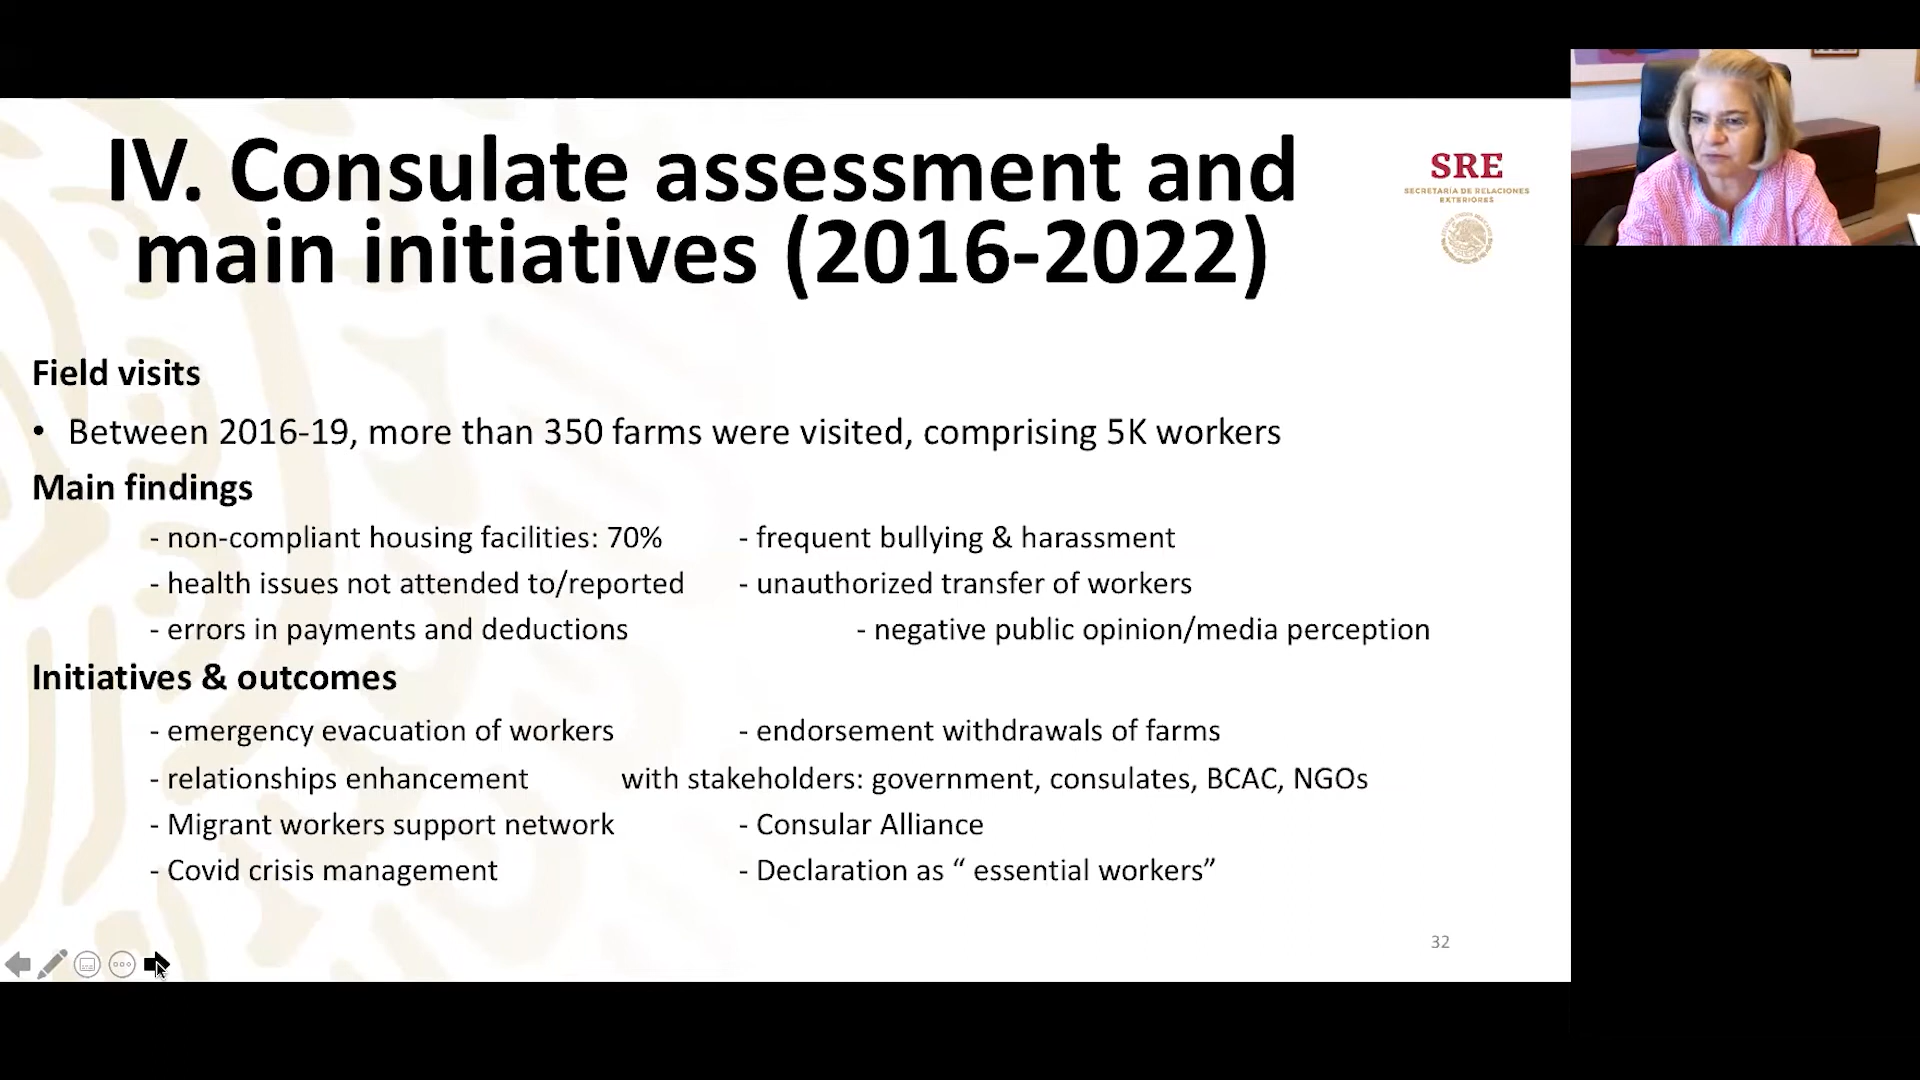 IV. Consulate assessment and
main initiatives (2016-2022)
SRE
SECRETARÍA DE RELACIONES
EXTERIORES
Field visits
• Between 2016-19, more than 350 farms were visited, comprising 5K workers
Main findings
- non-compliant housing facilities: 70% - frequent bullying & harassment
- health issues not attended to/reported - unauthorized transfer of workers
- errors in payments and deductions - negative public opinion/media perception
Initiatives & outcomes
- emergency evacuation of workers - endorsement withdrawals of farms
- relationships enhancement with stakeholders: government, consulates, BCAC, NGOs
- Migrant workers support network - Consular Alliance
- Covid crisis management - Declaration as “ essential workers”
32